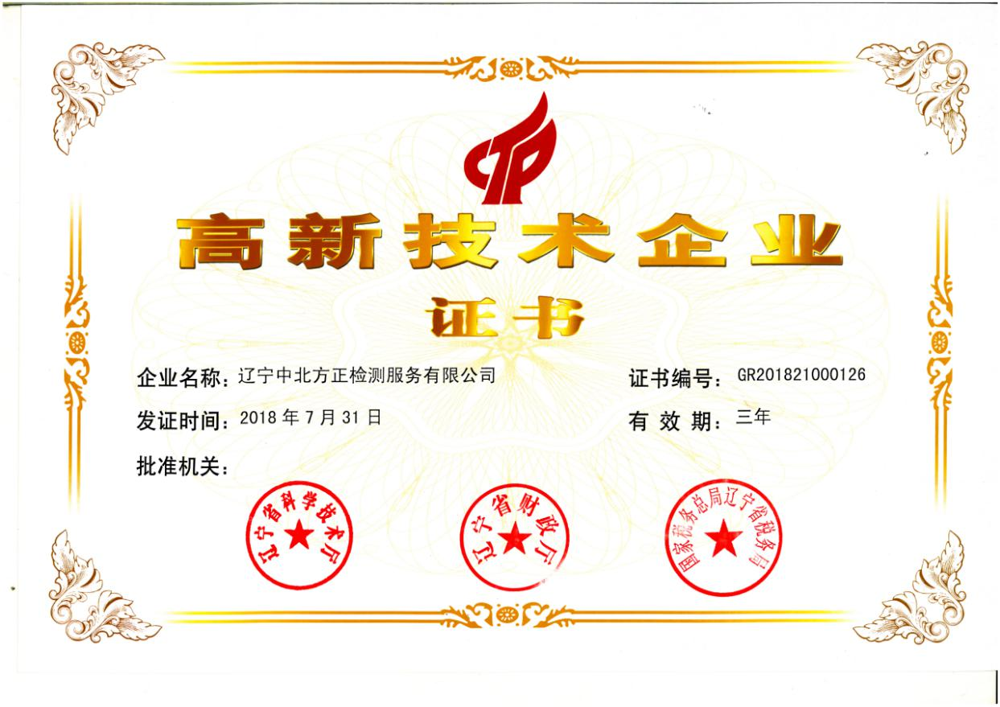 高新技术企业
证书
企业名称：辽宁中北方正检测服务有限公司
证书编号：GR201821000126
发证时间：2018年7月31日
有效期：三年
批准机关：
辽宁省科学技术厅
辽宁省财政厅
国家税务总局辽宁省税务局